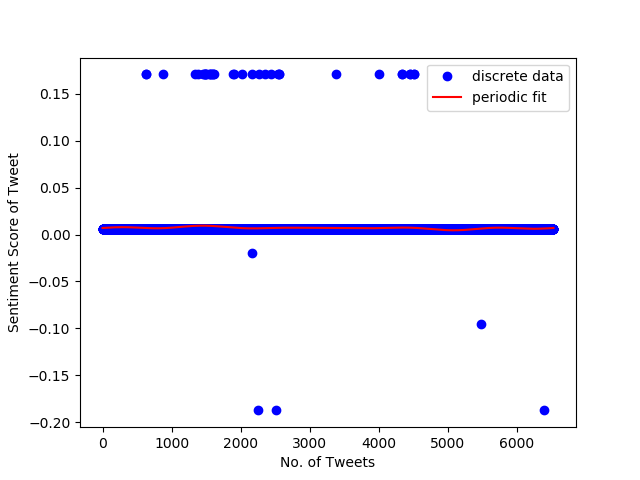 discrete data
periodic fit
0.15
0.10
0.05
0.00
−0.05
−0.10
−0.15
−0.20
Sentiment Score of Tweet
0 1000 2000 3000 4000 5000 6000
No. of Tweets